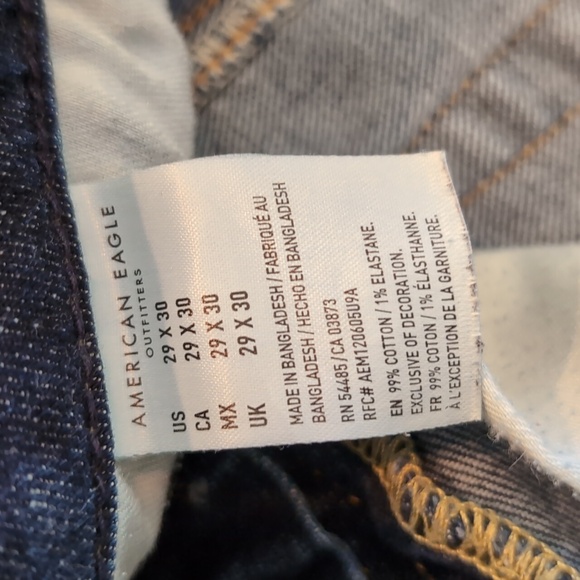 AMERICAN EAGLE
OUTFITTERS
US 29 X 30
CA 29 X 30
MX 29 X 30
UK 29 X 30
MADE IN BANGLADESH / FABRIQUÉ AU
BANGLADESH / HECHO EN BANGLADESH
RN 54485 / CA 03873
RFC# AEM120605U9A
EN 99% COTTON / 1% ELASTANE.
EXCLUSIVE OF DECORATION.
FR 99% COTON / 1% ÉLASTHANNE.
À L'EXCEPTION DE LA GARNITURE.